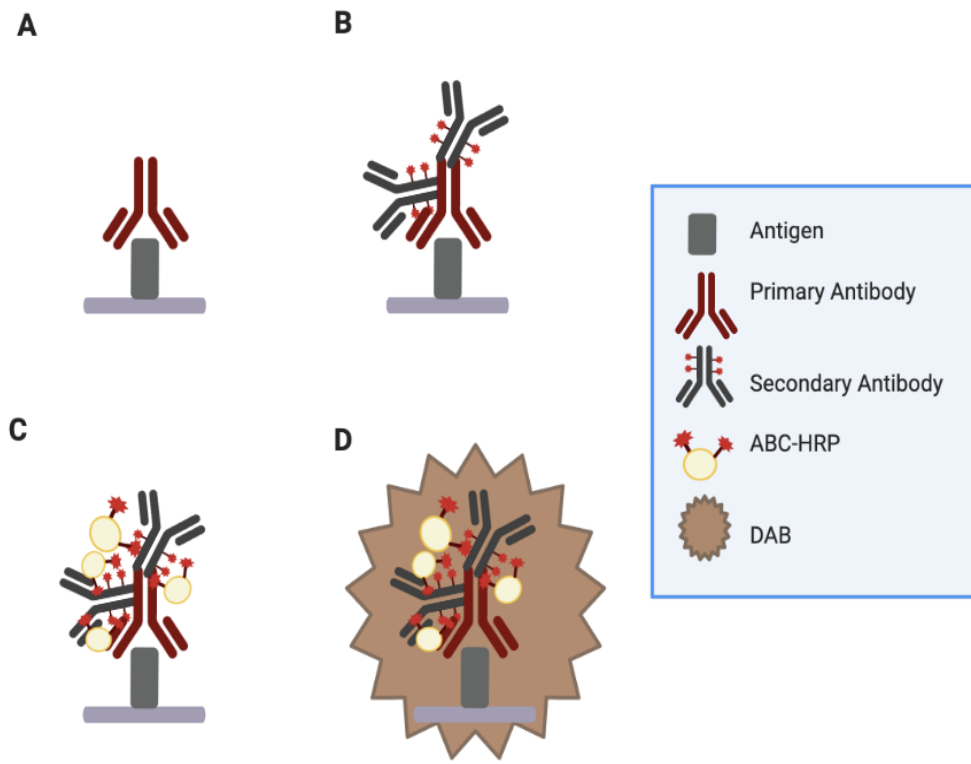 A
B
C
D
Antigen
Primary Antibody
Secondary Antibody
ABC-HRP
DAB